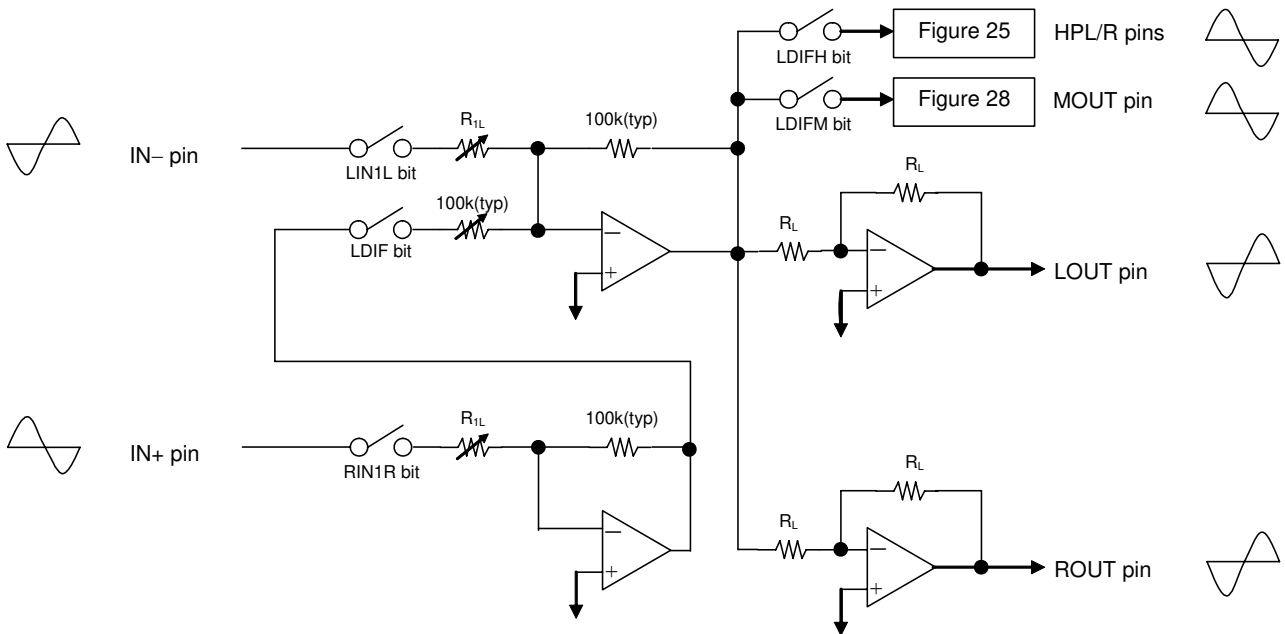 Figure 25 HPL/R pins
LDIFH bit
Figure 28 MOUT pin
LDIFM bit
R1L 100k(typ)
IN− pin
LIN1L bit
RL
100k(typ)
RL
LDIF bit
−
+
−
+
LOUT pin
R1L 100k(typ)
IN+ pin
RIN1R bit
RL
RL
−
+
−
+
ROUT pin